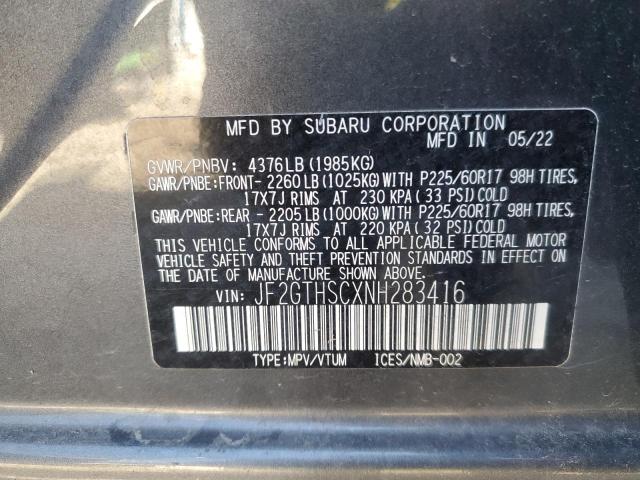 MFD BY SUBARU CORPORATION
MFD IN 05/22
GVWR/PNBV: 4376LB(1985KG)
GAWR/PNBE:FRONT- 2260LB(1025KG)WITH P225/60R17 98H TIRES,
17X7J RIMS AT 230 KPA(33 PSI)COLD
GAWR/PNBE:REAR - 2205LB(1000KG)WITH P225/60R17 98H TIRES,
17X7J RIMS AT 220 KPA(32 PSI)COLD
THIS VEHICLE CONFORMS TO ALL APPLICABLE FEDERAL MOTOR
VEHICLE SAFETY AND THEFT PREVENTION STANDARDS IN EFFECT ON
THE DATE OF MANUFACTURE SHOWN ABOVE.
VIN: JF2GTHSCXNH283416
TYPE:MPV/VTUM ICES/NMB-002